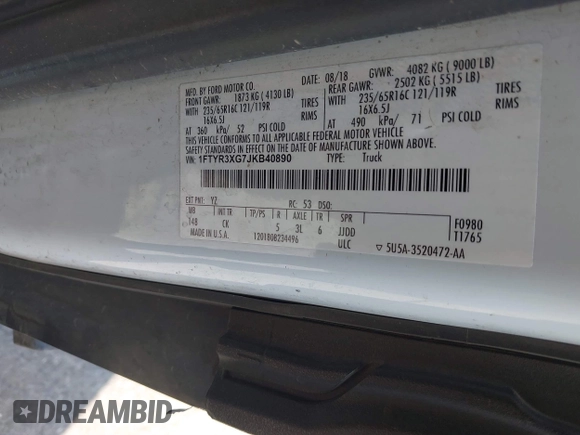 MFD. BY FORD MOTOR CO. 08/18 GVWR: 4082 KG ( 9000 LB)
FRONT GAWR: 1873 KG ( 4130 LB) REAR GAWR: 2502 KG ( 5515 LB)
WITH 235/65R16C 121/119R TIRES WITH 235/65R16C 121/119R TIRES
16X6.5J RIMS 16X6.5J RIMS
AT 360 kPa/ 52 PSI COLD AT 490 kPa/ 71 PSI COLD
THIS VEHICLE CONFORMS TO ALL APPLICABLE FEDERAL MOTOR VEHICLE
SAFETY STANDARDS IN EFFECT ON THE DATE OF MANUFACTURE SHOWN ABOVE.
VIN: 1FTYR3XG7JKB40890 TYPE: Truck
EXT PNT: YZ RC: 53 DSO:
WB INT TR TP/PS R AXLE TR SPR F0980
148 CK 5 3L 6 JJDD T1765
MADE IN U.S.A. 1201808234496 ULC ▽ 5U5A-3520472-AA
DREAMBID